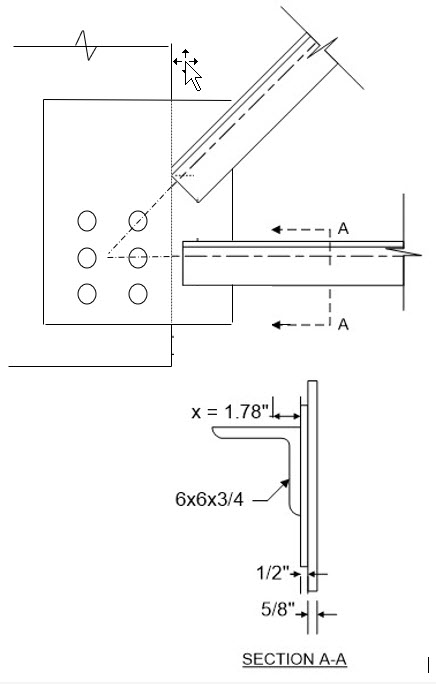 A
A
x = 1.78"
6x6x3/4
1/2"
5/8"
SECTION A-A